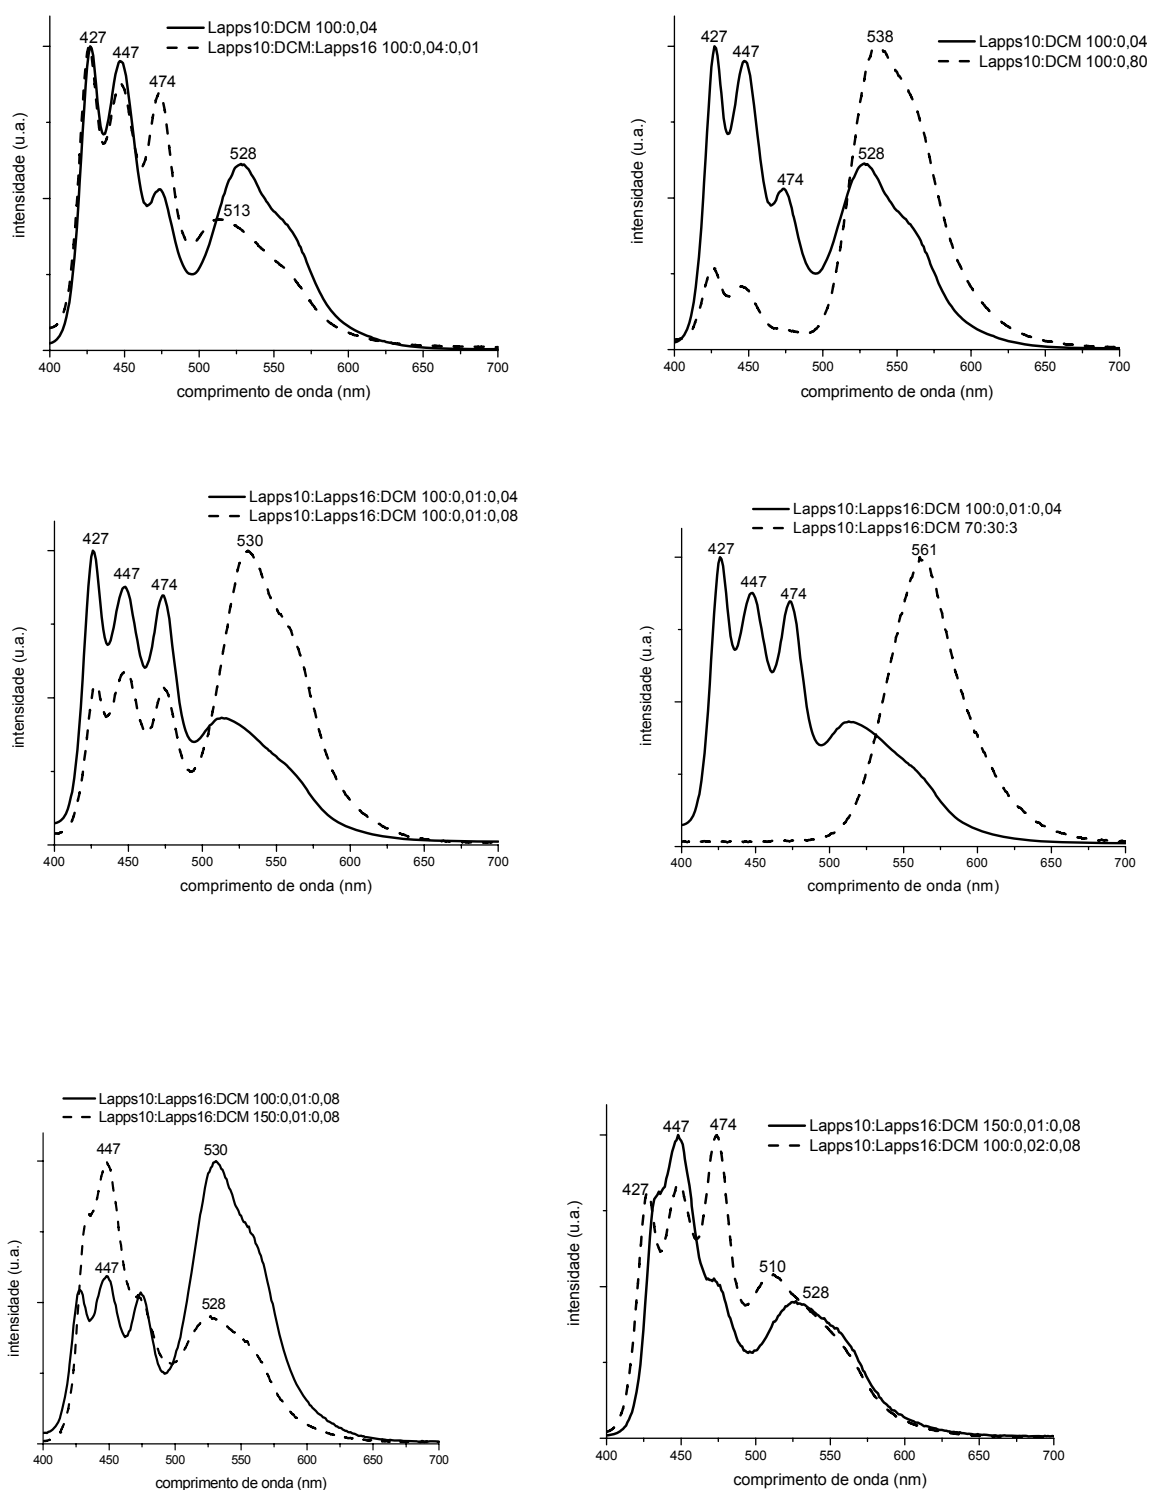 Lapps10:DCM 100:0,04
Lapps10:DCM:Lapps16 100:0,04:0,01
427
447
474
528
513
intensidade (u.a.)
400 450 500 550 600 650 700
comprimento de onda (nm)
Lapps10:DCM 100:0,04
Lapps10:DCM 100:0,80
427
447
474
538
528
intensidade (u.a.)
400 450 500 550 600 650 700
comprimento de onda (nm)
Lapps10:Lapps16:DCM 100:0,01:0,04
Lapps10:Lapps16:DCM 100:0,01:0,08
427
447
474
530
intensidade (u.a.)
400 450 500 550 600 650 700
comprimento de onda (nm)
Lapps10:Lapps16:DCM 100:0,01:0,04
Lapps10:Lapps16:DCM 70:30:3
427
447
474
561
intensidade (u.a.)
400 450 500 550 600 650 700
comprimento de onda (nm)
Lapps10:Lapps16:DCM 100:0,01:0,08
Lapps10:Lapps16:DCM 150:0,01:0,08
447
530
447
528
intensidade (u.a.)
400 450 500 550 600 650 700
comprimento de onda (nm)
Lapps10:Lapps16:DCM 150:0,01:0,08
Lapps10:Lapps16:DCM 100:0,02:0,08
447
474
427
510
528
intensidade (u.a.)
400 450 500 550 600 650 700
comprimento de onda (nm)